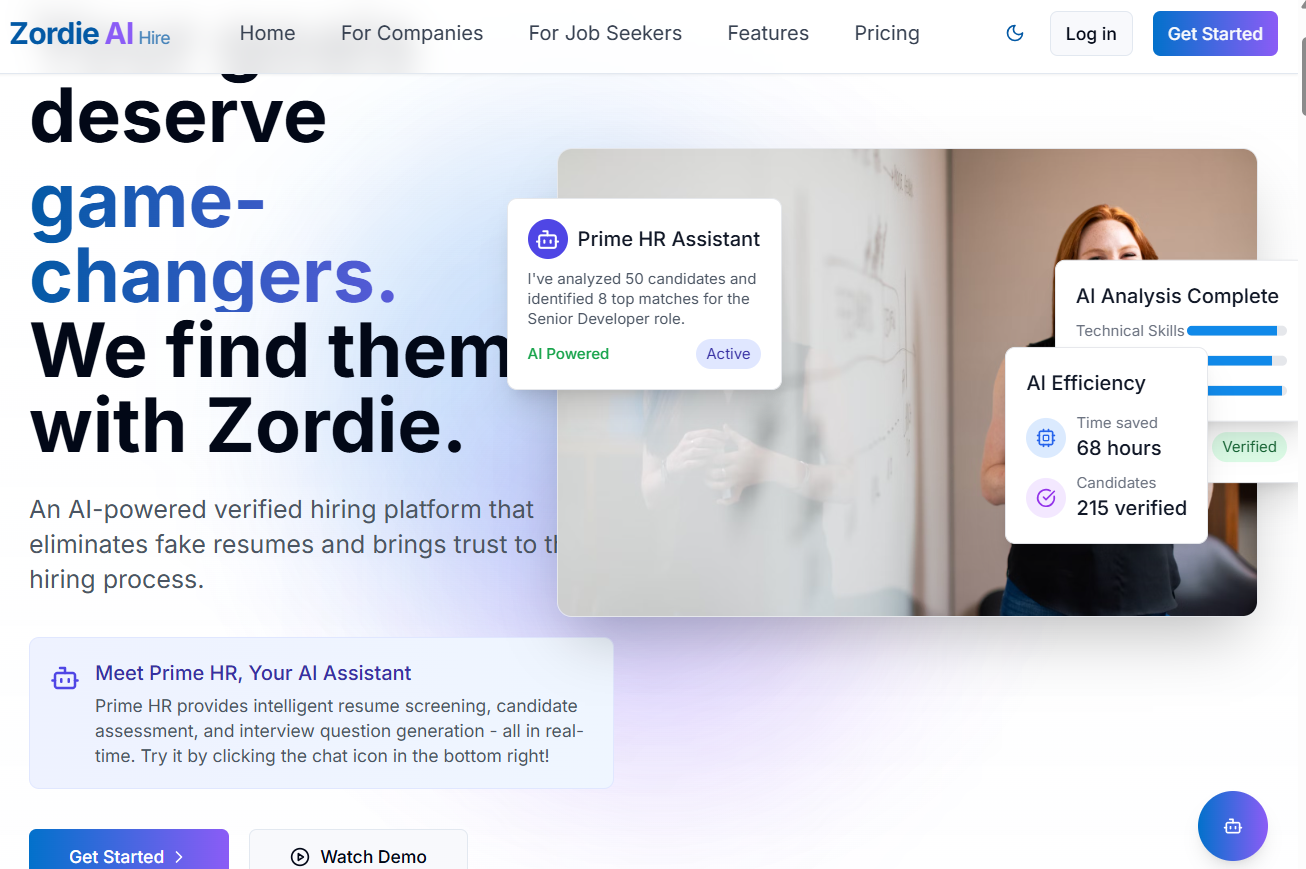 Zordie AI Hire
Home
For Companies
For Job Seekers
Features
Pricing
Log in
Get Started
deserve
game-
changers.
We find them
with Zordie.
An AI-powered verified hiring platform that
eliminates fake resumes and brings trust to
hiring process.
Meet Prime HR, Your AI Assistant
Prime HR provides intelligent resume screening, candidate
assessment, and interview question generation - all in real-
time. Try it by clicking the chat icon in the bottom right!
Get Started
Watch Demo
Prime HR Assistant
I've analyzed 50 candidates and
identified 8 top matches for the
Senior Developer role.
AI Powered
Active
AI Analysis Complete
Technical Skills
Verified
AI Efficiency
Time saved
68 hours
Candidates
215 verified